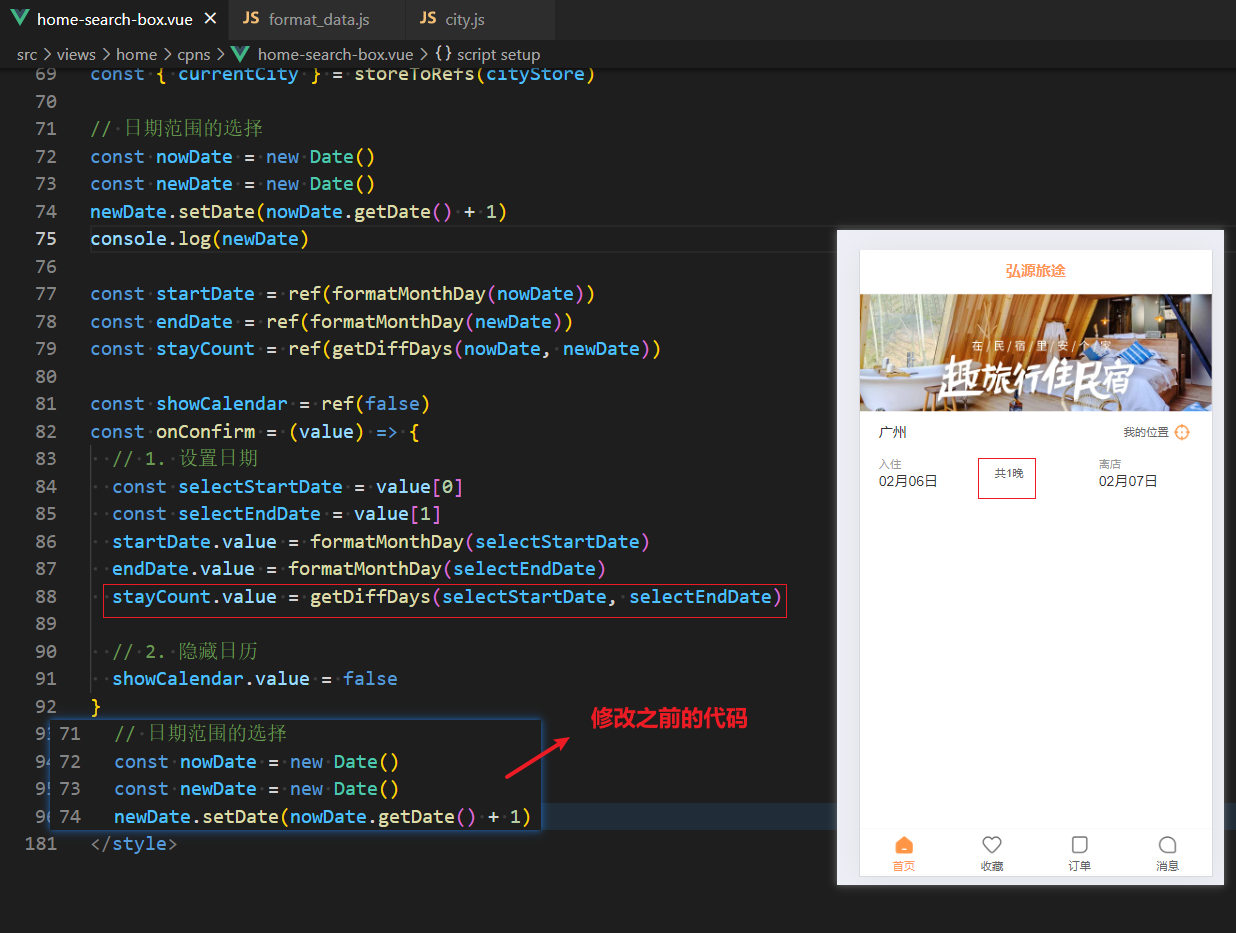 home-search-box.vue × JS format_data.js JS city.js
src > views > home > cpns > home-search-box.vue > {} script setup
69 const { currentCity } = storeToRefs(cityStore)
70
71 // 日期范围的选择
72 const nowDate = new Date()
73 const newDate = new Date()
74 newDate.setDate(nowDate.getDate() + 1)
75 console.log(newDate)
76
77 const startDate = ref(formatMonthDay(nowDate))
78 const endDate = ref(formatMonthDay(newDate))
79 const stayCount = ref(getDiffDays(nowDate, newDate))
80
81 const showCalendar = ref(false)
82 const onConfirm = (value) => {
83 // 1. 设置日期
84 const selectStartDate = value[0]
85 const selectEndDate = value[1]
86 startDate.value = formatMonthDay(selectStartDate)
87 endDate.value = formatMonthDay(selectEndDate)
88 stayCount.value = getDiffDays(selectStartDate, selectEndDate)
89
90 // 2. 隐藏日历
91 showCalendar.value = false
92 }
71 // 日期范围的选择
72 const nowDate = new Date()
73 const newDate = new Date()
74 newDate.setDate(nowDate.getDate() + 1)
181 </style>
修改之前的代码
弘源旅途
在/民/宿/里/安/个/家
趣旅行住民宿
广州 我的位置
入住 共1晚 离店
02月06日 02月07日
首页 收藏 订单 消息